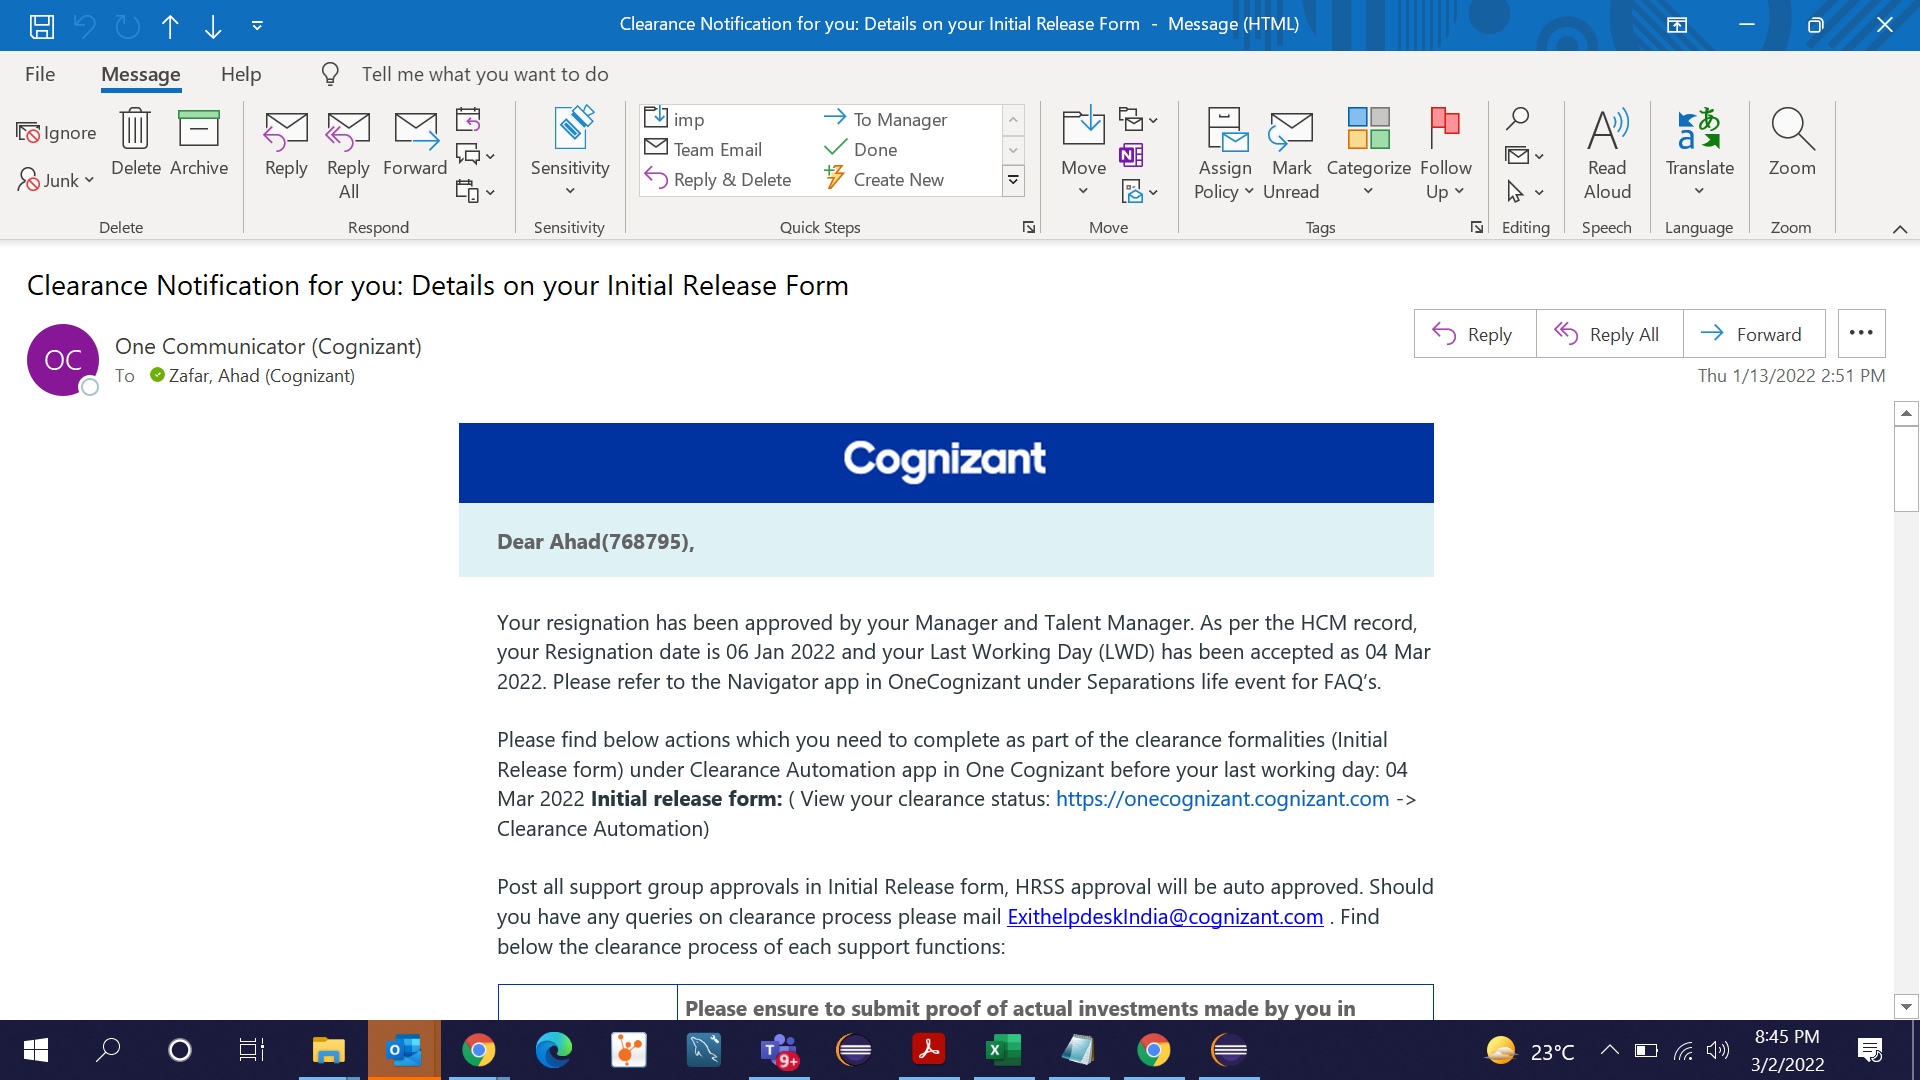 Clearance Notification for you: Details on your Initial Release Form - Message (HTML)
File Message Help Tell me what you want to do
Ignore
Junk
Delete
Archive
Delete
Reply
Reply All
Forward
Respond
Sensitivity
Sensitivity
imp To Manager
Team Email Done
Reply & Delete Create New
Quick Steps
Move
Move
Assign Policy
Mark Unread
Categorize
Follow Up
Tags
Editing
Read Aloud
Speech
Translate
Language
Zoom
Zoom
Clearance Notification for you: Details on your Initial Release Form
OC
One Communicator (Cognizant)
To Zafar, Ahad (Cognizant)
Reply Reply All Forward
Thu 1/13/2022 2:51 PM
Cognizant
Dear Ahad(768795),
Your resignation has been approved by your Manager and Talent Manager. As per the HCM record,
your Resignation date is 06 Jan 2022 and your Last Working Day (LWD) has been accepted as 04 Mar
2022. Please refer to the Navigator app in OneCognizant under Separations life event for FAQ’s.
Please find below actions which you need to complete as part of the clearance formalities (Initial
Release form) under Clearance Automation app in One Cognizant before your last working day: 04
Mar 2022 Initial release form: ( View your clearance status: https://onecognizant.cognizant.com ->
Clearance Automation)
Post all support group approvals in Initial Release form, HRSS approval will be auto approved. Should
you have any queries on clearance process please mail ExithelpdeskIndia@cognizant.com . Find
below the clearance process of each support functions:
Please ensure to submit proof of actual investments made by you in
9+
23°C
8:45 PM
3/2/2022